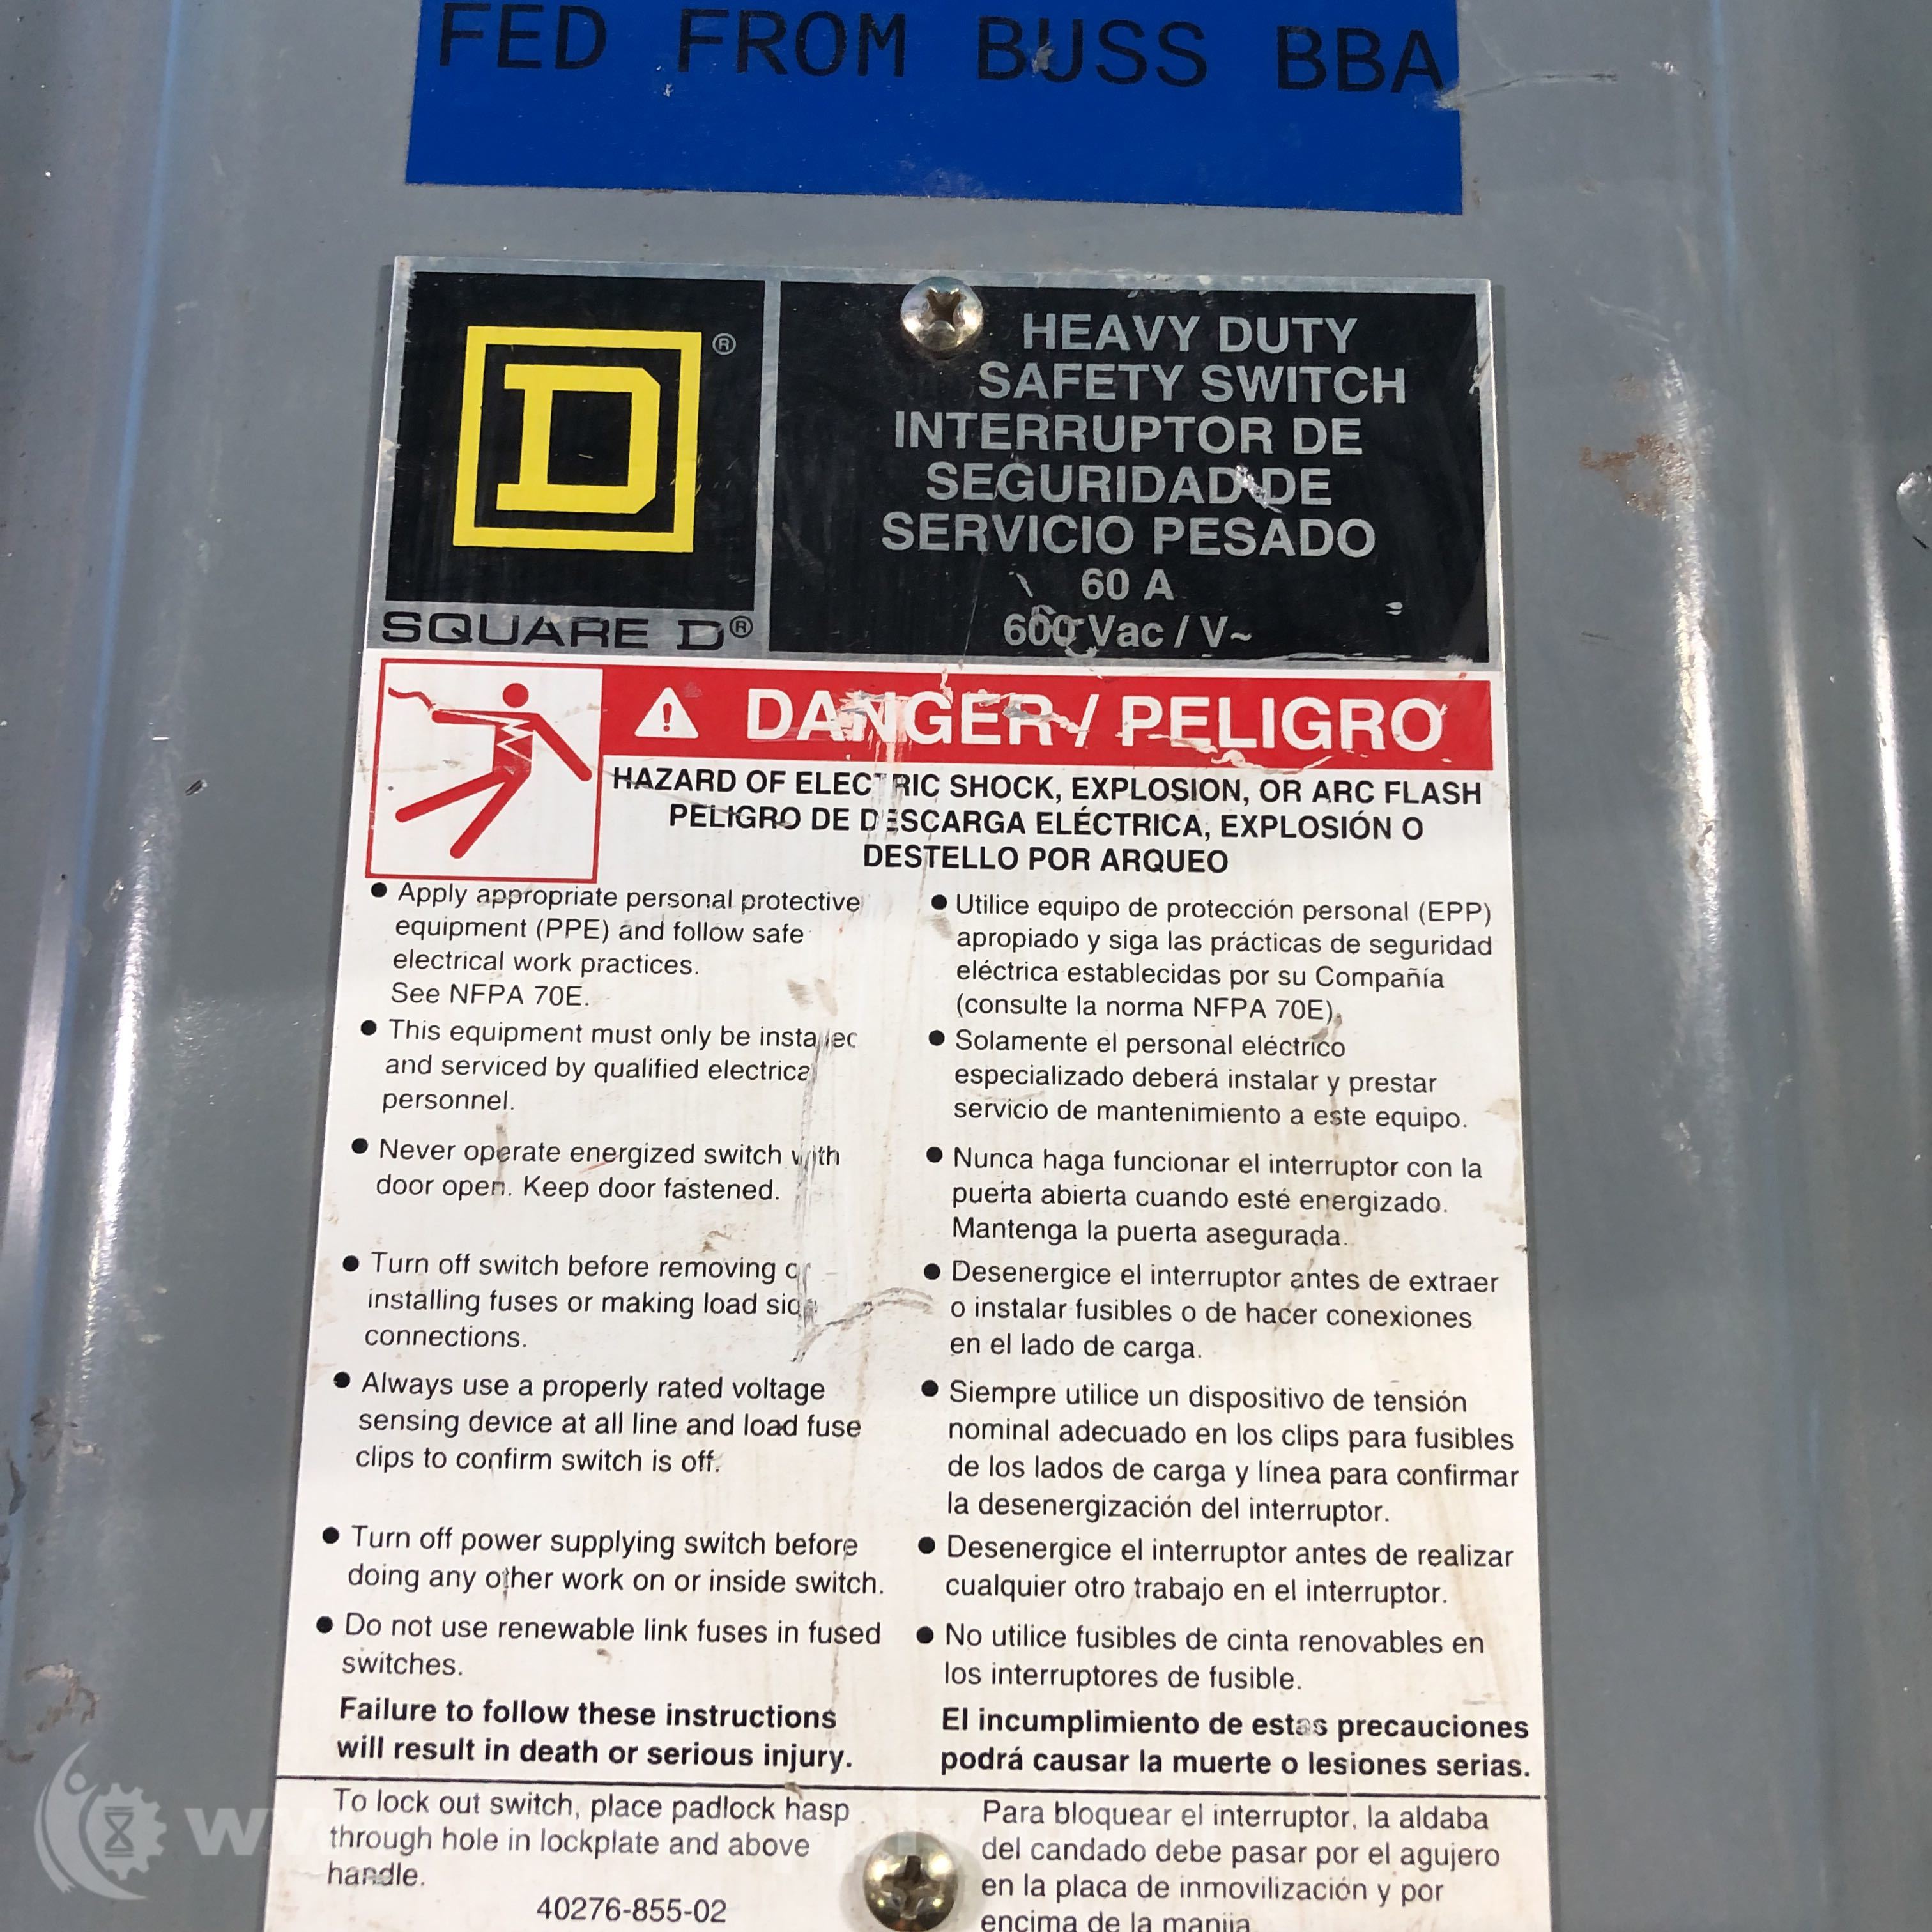 FED FROM BUSS BBA
®
HEAVY DUTY
SAFETY SWITCH
INTERRUPTOR DE
SEGURIDAD DE
SERVICIO PESADO
60 A
600 Vac / V~
SQUARE D®
DANGER / PELIGRO
HAZARD OF ELECTRIC SHOCK, EXPLOSION, OR ARC FLASH
PELIGRO DE DESCARGA ELÉCTRICA, EXPLOSIÓN O
DESTELLO POR ARQUEO
● Apply appropriate personal protective
equipment (PPE) and follow safe
electrical work practices.
See NFPA 70E.
● This equipment must only be installed
and serviced by qualified electrical
personnel.
● Never operate energized switch with
door open. Keep door fastened.
● Turn off switch before removing or
installing fuses or making load side
connections.
● Always use a properly rated voltage
sensing device at all line and load fuse
clips to confirm switch is off.
● Turn off power supplying switch before
doing any other work on or inside switch.
● Do not use renewable link fuses in fused
switches.
Failure to follow these instructions
will result in death or serious injury.
● Utilice equipo de protección personal (EPP)
apropiado y siga las prácticas de seguridad
eléctrica establecidas por su Compañía
(consulte la norma NFPA 70E).
● Solamente el personal eléctrico
especializado deberá instalar y prestar
servicio de mantenimiento a este equipo.
● Nunca haga funcionar el interruptor con la
puerta abierta cuando esté energizado.
Mantenga la puerta asegurada.
● Desenergice el interruptor antes de extraer
o instalar fusibles o de hacer conexiones
en el lado de carga.
● Siempre utilice un dispositivo de tensión
nominal adecuado en los clips para fusibles
de los lados de carga y línea para confirmar
la desenergización del interruptor.
● Desenergice el interruptor antes de realizar
cualquier otro trabajo en el interruptor.
● No utilice fusibles de cinta renovables en
los interruptores de fusible.
El incumplimiento de estas precauciones
podrá causar la muerte o lesiones serias.
To lock out switch, place padlock hasp
through hole in lockplate and above
handle.
40276-855-02
Para bloquear el interruptor, la aldaba
del candado debe pasar por el agujero
en la placa de inmovilización y por
encima de la manija